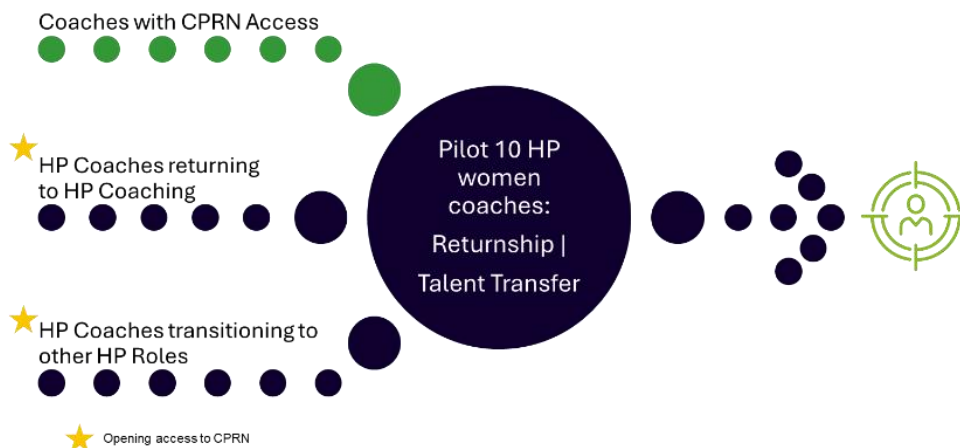 Coaches with CPRN Access
HP Coaches returning
to HP Coaching
HP Coaches transitioning to
other HP Roles
Pilot 10 HP
women
coaches:
Returnship |
Talent Transfer
Opening access to CPRN